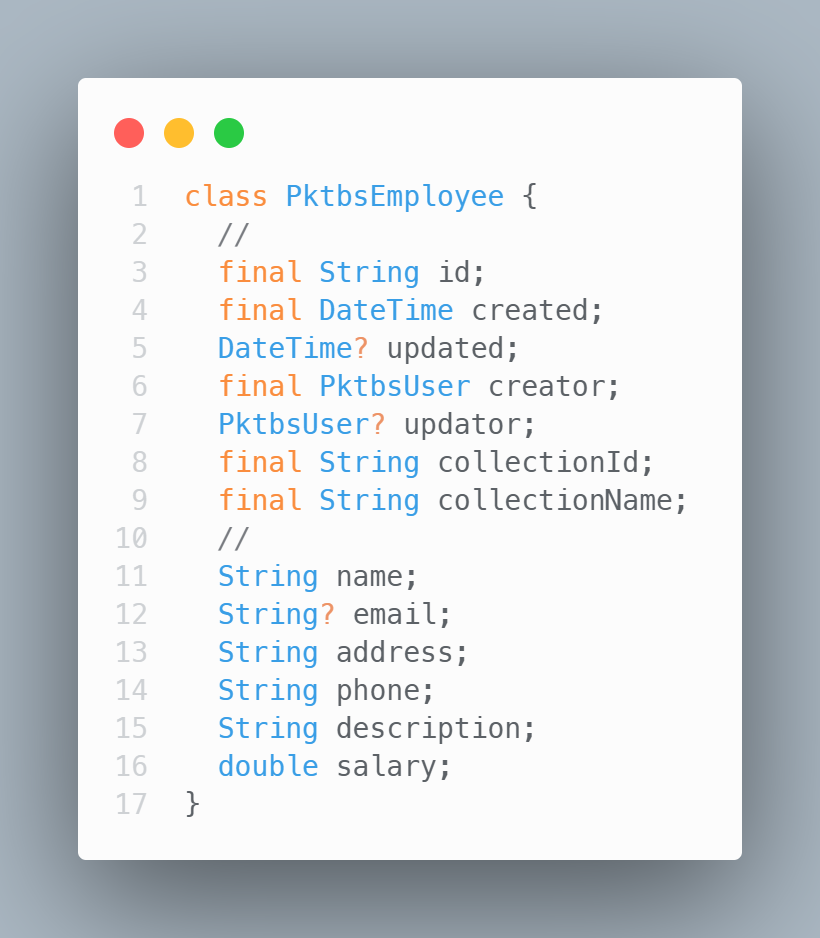 1 class PktbsEmployee {
2 //
3 final String id;
4 final DateTime created;
5 DateTime? updated;
6 final PktbsUser creator;
7 PktbsUser? updator;
8 final String collectionId;
9 final String collectionName;
10 //
11 String name;
12 String? email;
13 String address;
14 String phone;
15 String description;
16 double salary;
17 }